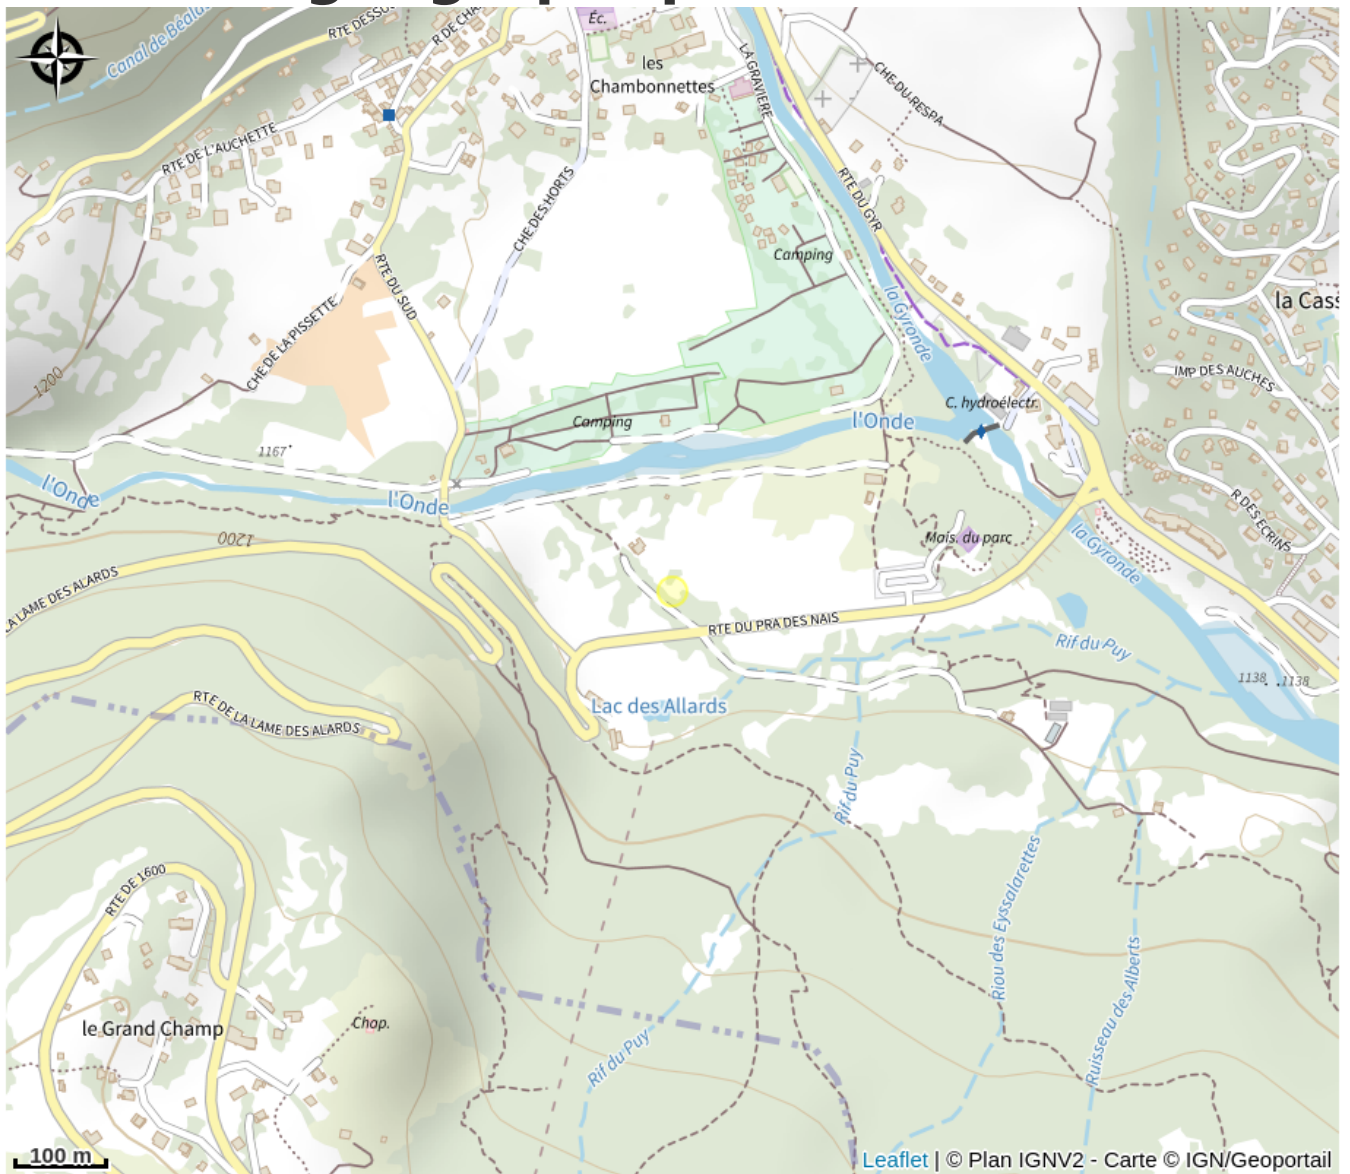 Canal de Béala
RTE DESSU
R DE CHA
Éc.
les
Chambonnettes
LA GRAVIERE
CHE DU RESPA
RTE DE L'AUCHETTE
CHE DES HORTS
RTE DU GYR
Camping
RTE DU SUD
la Gyronde
la Cass
CHE DE LA PISSETTE
1200
IMP DES AUCHES
C. hydroélectr.
Camping
l'Onde
1167
l'Onde
l'Onde
R DES ECRINS
1200
Mais. du parc
la Gyronde
LA LAME DES ALARDS
RTE DU PRA DES NAIS
Rif du Puy
1138
1138
RTE DE LA LAME DES ALARDS
Lac des Allards
Rif du Puy
RTE DE 1600
Riou des Eyssalarettes
Ruisseau des Alberts
le Grand Champ
Chap.
Rif du Puy
100 m
Leaflet | © Plan IGNV2 - Carte © IGN/Geoportail